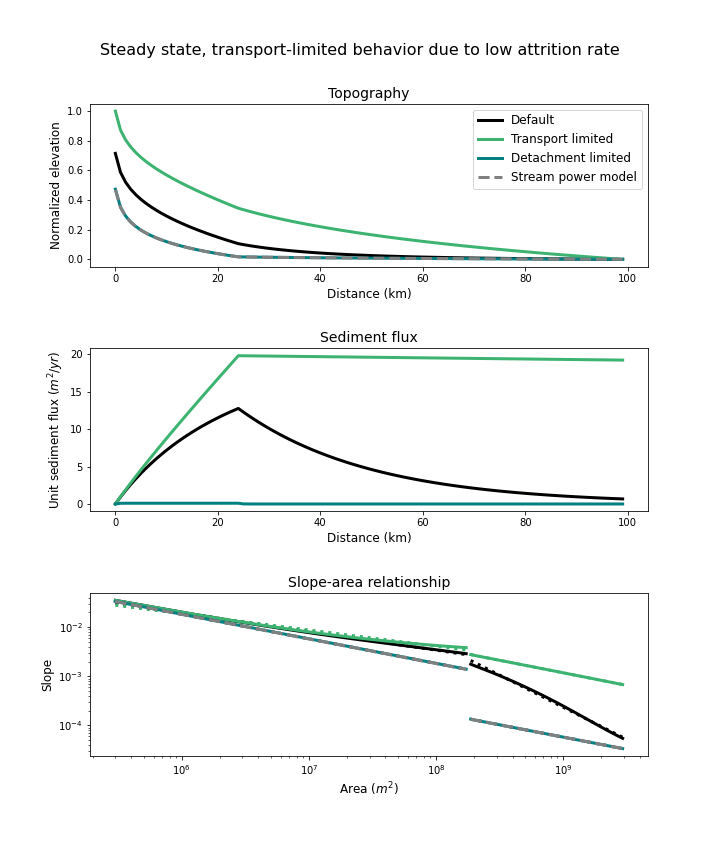 Steady state, transport-limited behavior due to low attrition rate
Topography
Normalized elevation
1.0
0.8
0.6
0.4
0.2
0.0
Default
Transport limited
Detachment limited
Stream power model
0 20 40 60 80 100
Distance (km)
Sediment flux
Unit sediment flux (m²/yr)
20
15
10
5
0
0 20 40 60 80 100
Distance (km)
Slope-area relationship
Slope
10⁻²
10⁻³
10⁻⁴
10⁶ 10⁷ 10⁸ 10⁹
Area (m²)